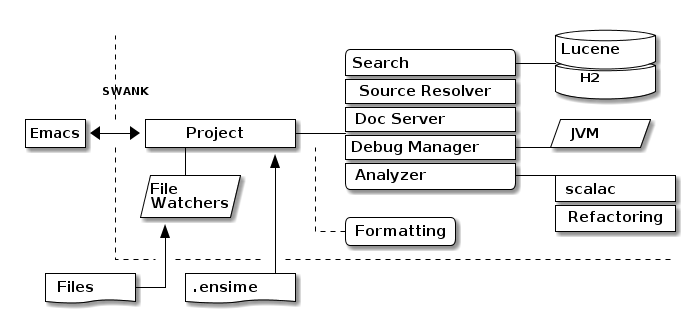 SWANK
Emacs
Project
File
Watchers
Files
.ensime
Search
Source Resolver
Doc Server
Debug Manager
Analyzer
Formatting
Lucene
H2
JVM
scalac
Refactoring